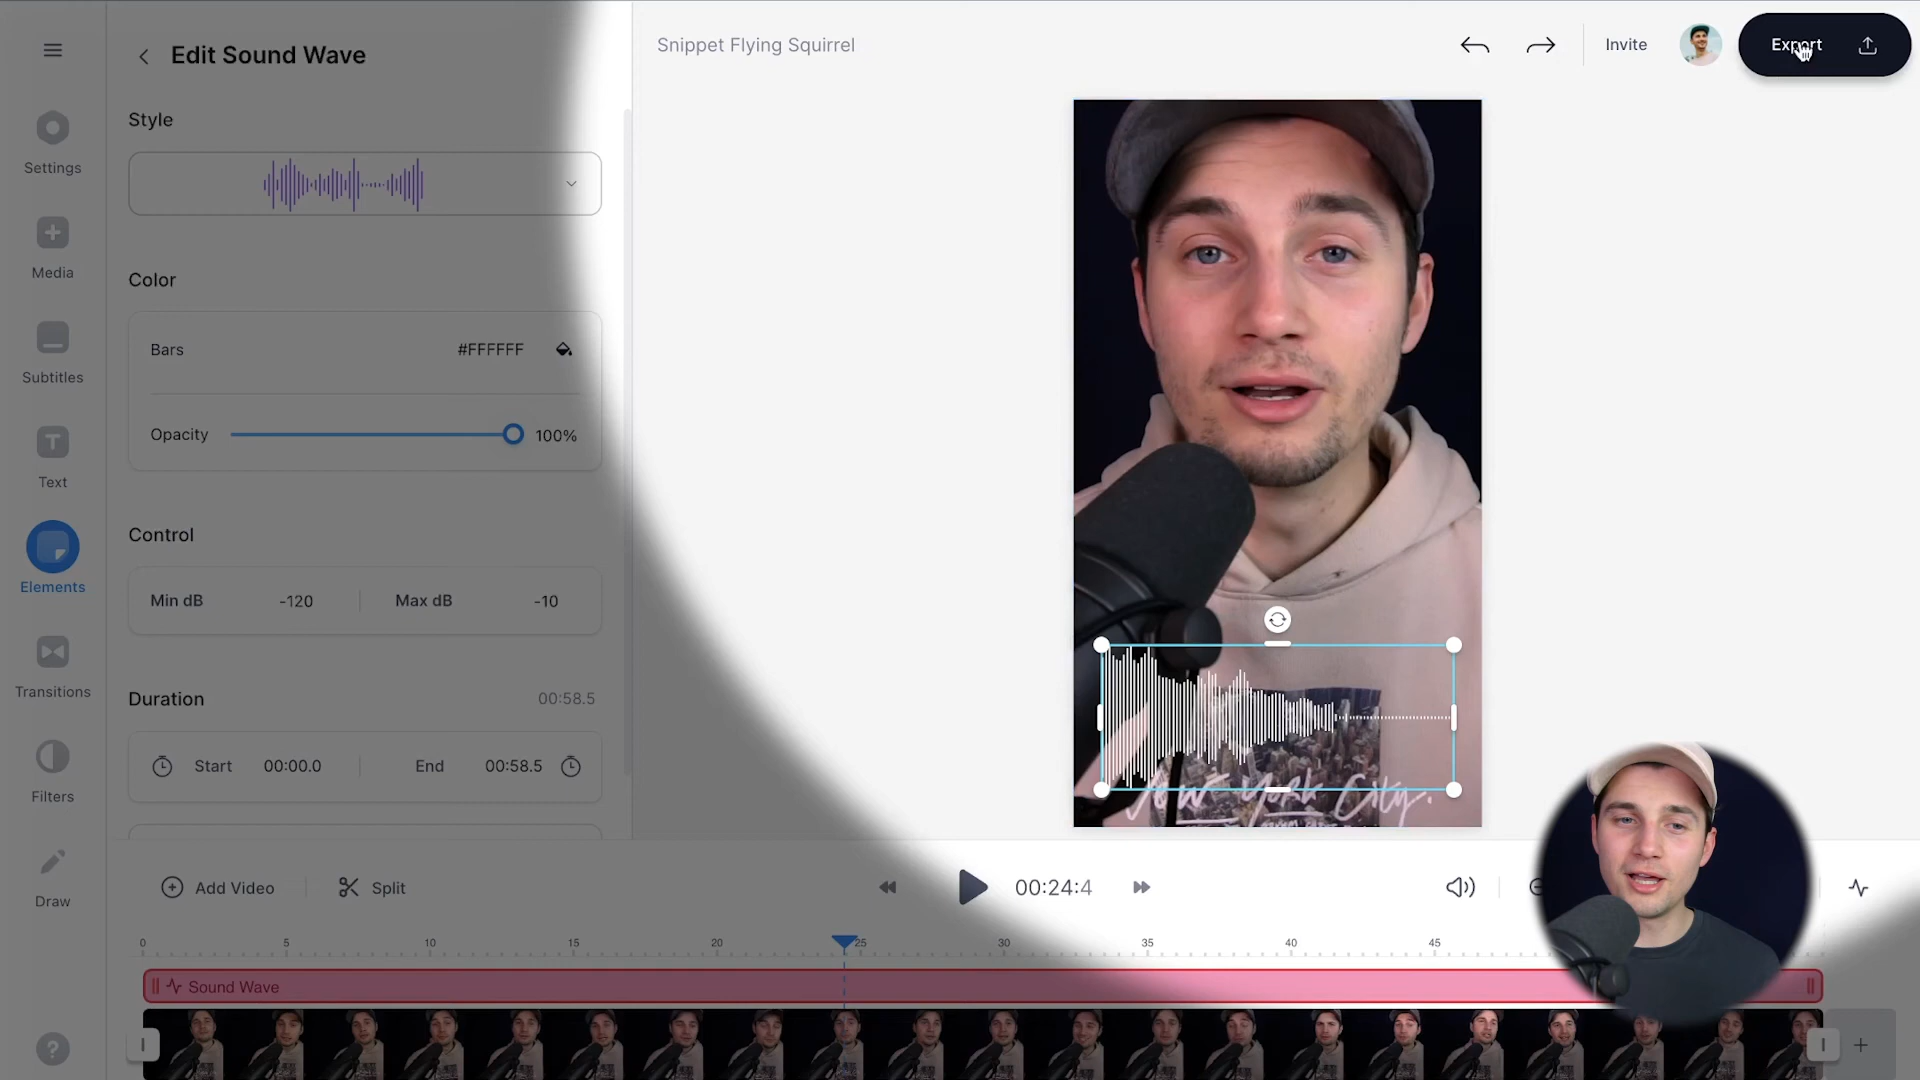 Edit Sound Wave
Snippet Flying Squirrel
Invite
Export
Settings
Media
Subtitles
Text
Elements
Transitions
Filters
Draw
Style
Color
Bars
#FFFFFF
Opacity
100%
Control
Min dB
-120
Max dB
-10
Duration
00:58.5
Start
00:00.0
End
00:58.5
New York City.
Add Video
Split
00:24:4
0
5
10
15
20
25
30
35
40
45
Sound Wave